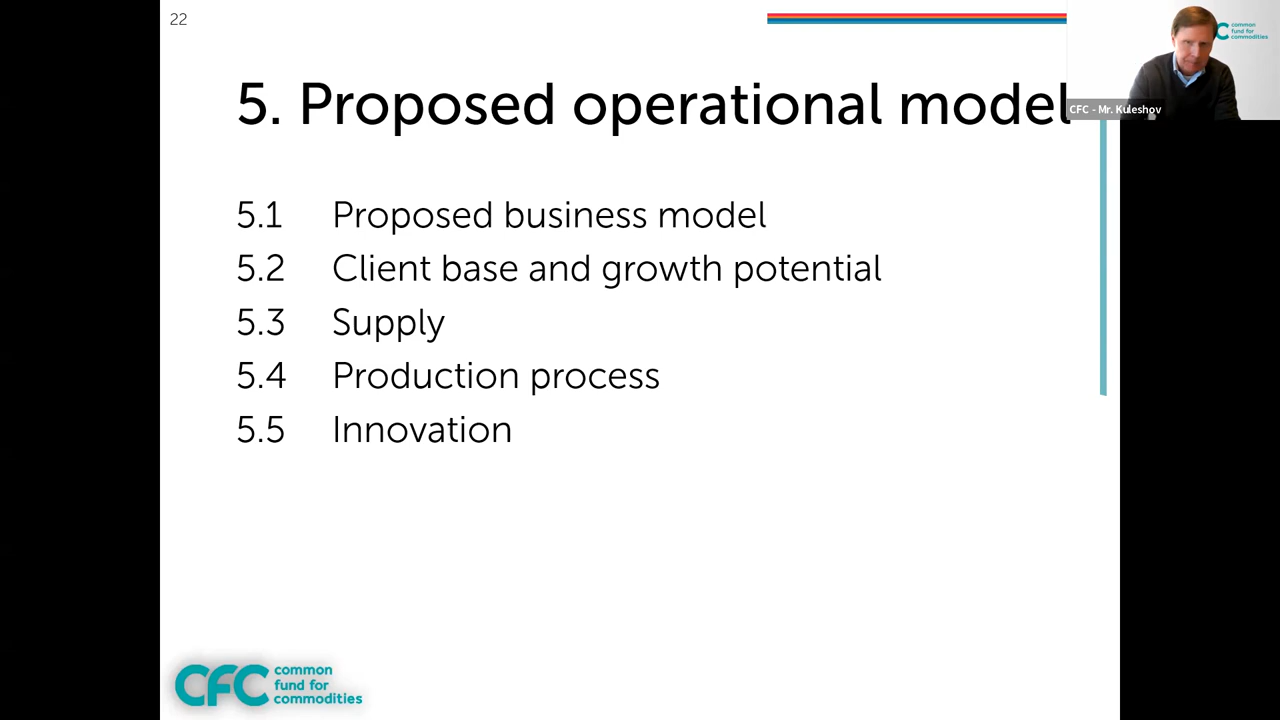 22
5. Proposed operational model
common
fund for
commodities
CFC - Mr. Kuleshov
5.1 Proposed business model
5.2 Client base and growth potential
5.3 Supply
5.4 Production process
5.5 Innovation
CFC common
fund for
commodities